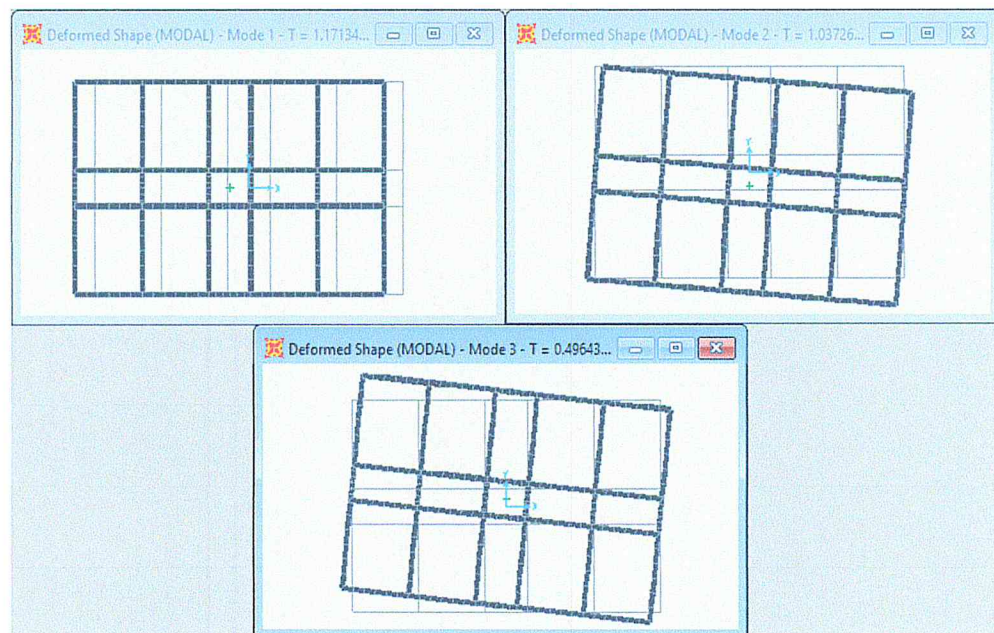 Deformed Shape (MODAL) - Mode 1 - T = 1.17134...
Deformed Shape (MODAL) - Mode 2 - T = 1.03726...
Y
X
Y
Deformed Shape (MODAL) - Mode 3 - T = 0.49643...
Y
X